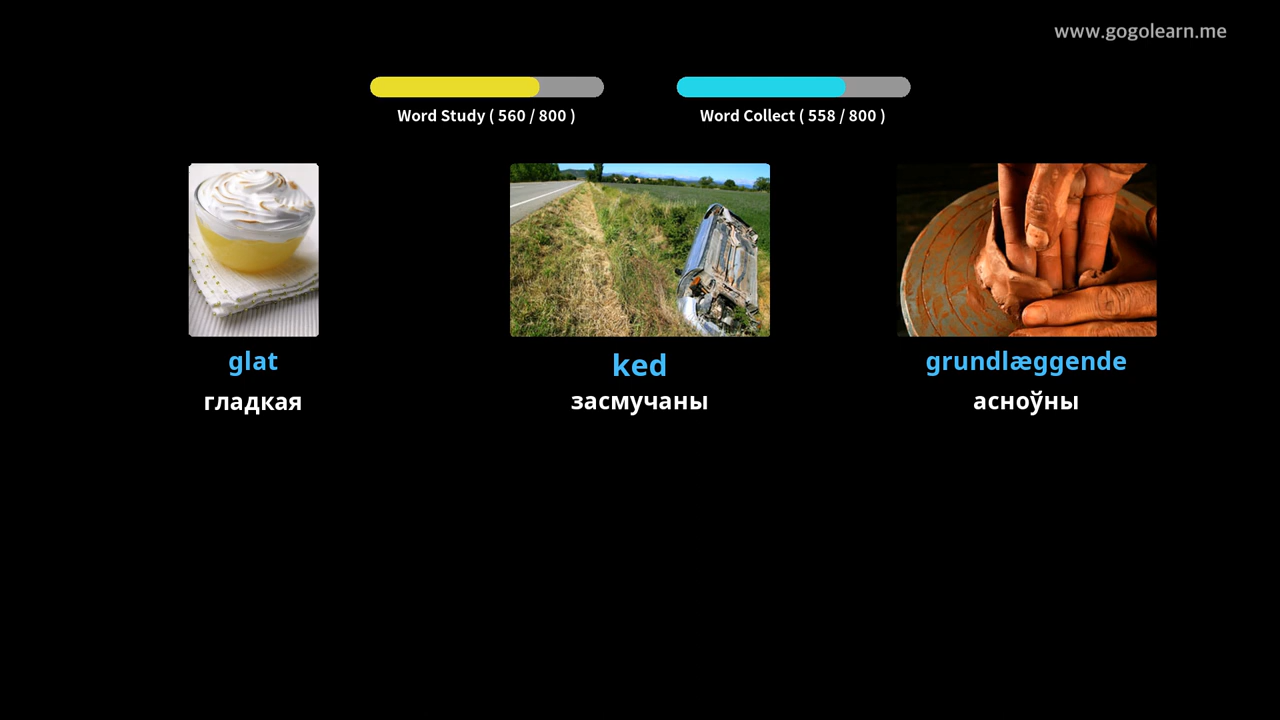 www.gogolearn.me
Word Study ( 560 / 800 )
Word Collect ( 558 / 800 )
glat
ked
grundlæggende
гладкая
засмучаны
асноўны